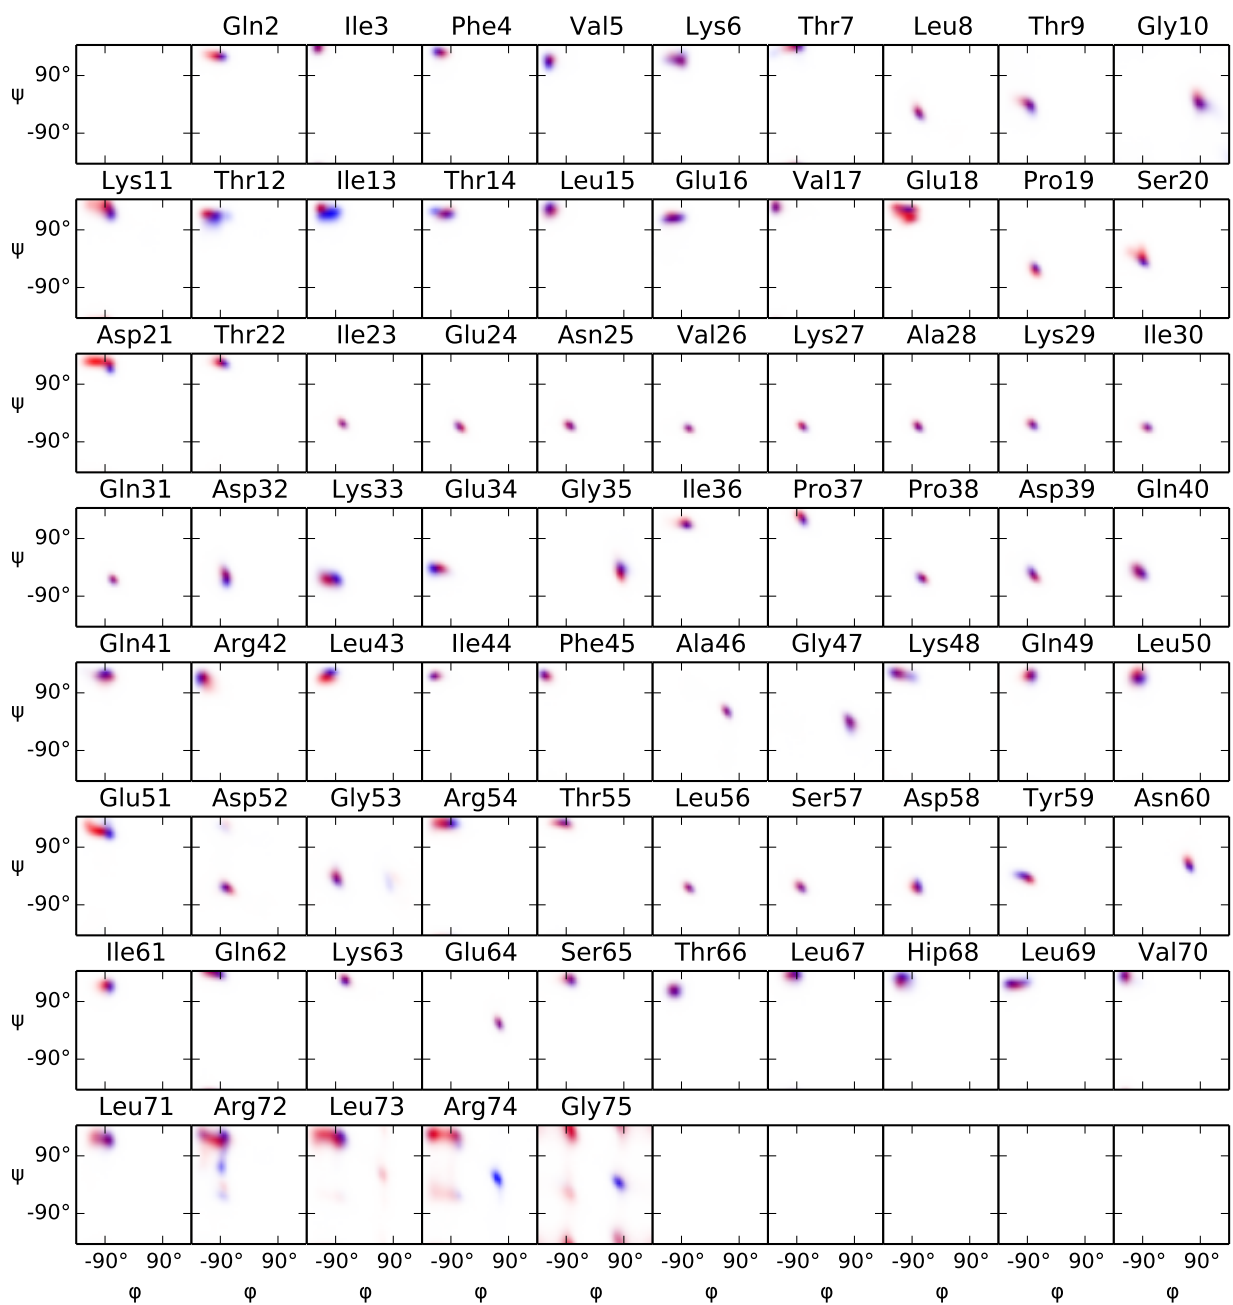 Gln2 Ile3 Phe4 Val5 Lys6 Thr7 Leu8 Thr9 Gly10
90°
ψ
-90°
Lys11 Thr12 Ile13 Thr14 Leu15 Glu16 Val17 Glu18 Pro19 Ser20
90°
ψ
-90°
Asp21 Thr22 Ile23 Glu24 Asn25 Val26 Lys27 Ala28 Lys29 Ile30
90°
ψ
-90°
Gln31 Asp32 Lys33 Glu34 Gly35 Ile36 Pro37 Pro38 Asp39 Gln40
90°
ψ
-90°
Gln41 Arg42 Leu43 Ile44 Phe45 Ala46 Gly47 Lys48 Gln49 Leu50
90°
ψ
-90°
Glu51 Asp52 Gly53 Arg54 Thr55 Leu56 Ser57 Asp58 Tyr59 Asn60
90°
ψ
-90°
Ile61 Gln62 Lys63 Glu64 Ser65 Thr66 Leu67 Hip68 Leu69 Val70
90°
ψ
-90°
Leu71 Arg72 Leu73 Arg74 Gly75
90°
ψ
-90°
-90° 90° -90° 90° -90° 90° -90° 90° -90° 90° -90° 90° -90° 90° -90° 90° -90° 90° -90° 90°
φ φ φ φ φ φ φ φ φ φ